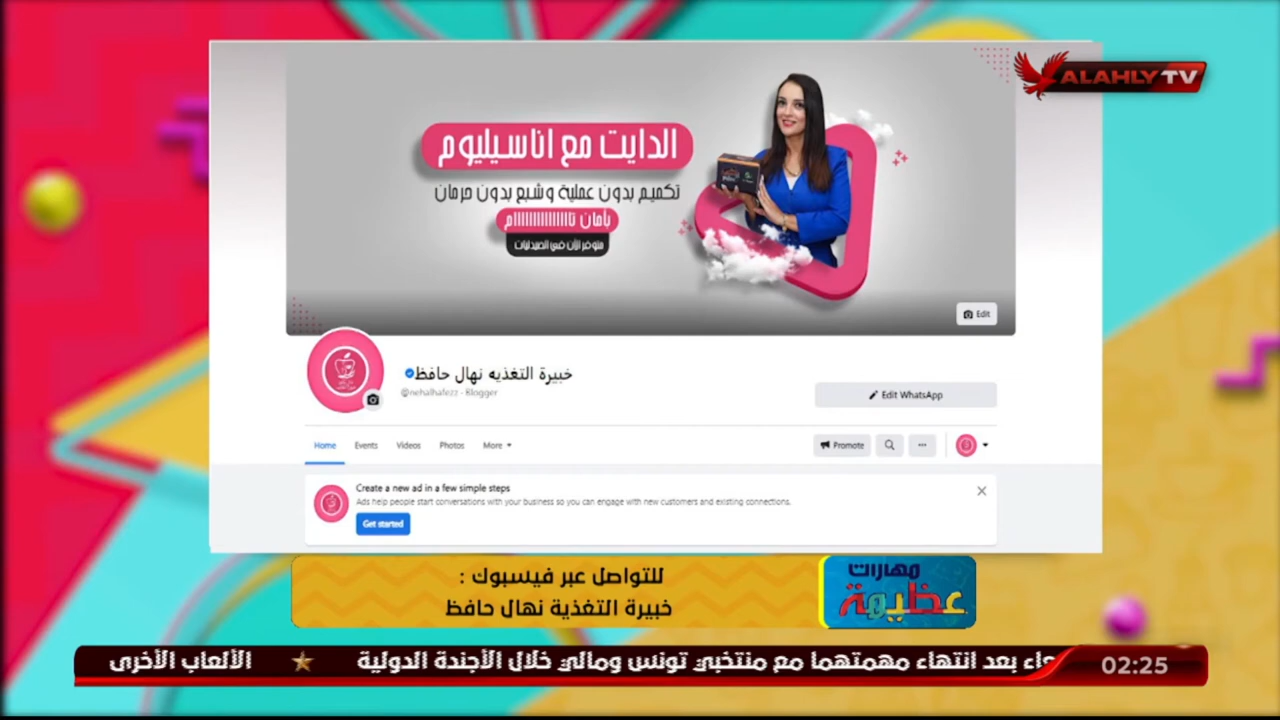 ALAHLY TV
الدايت مع اناسيليوم
تكميم بدون عملية وشبع بدون حرمان
بأمان تااااااااااااااام
متوفر الآن في الصيدليات
Edit
خبيرة التغذيه نهال حافظ
@nehalhafezz · Blogger
Edit WhatsApp
Home Events Videos Photos More
Promote
Create a new ad in a few simple steps
Ads help people start conversations with your business so you can engage with new customers and existing connections.
Get started
للتواصل عبر فيسبوك :
خبيرة التغذية نهال حافظ
مهارات
عظيمة
ءاء بعد انتهاء مهمتهما مع منتخبي تونس ومالي خلال الأجندة الدولية ★ الألعاب الأخرى
02:25